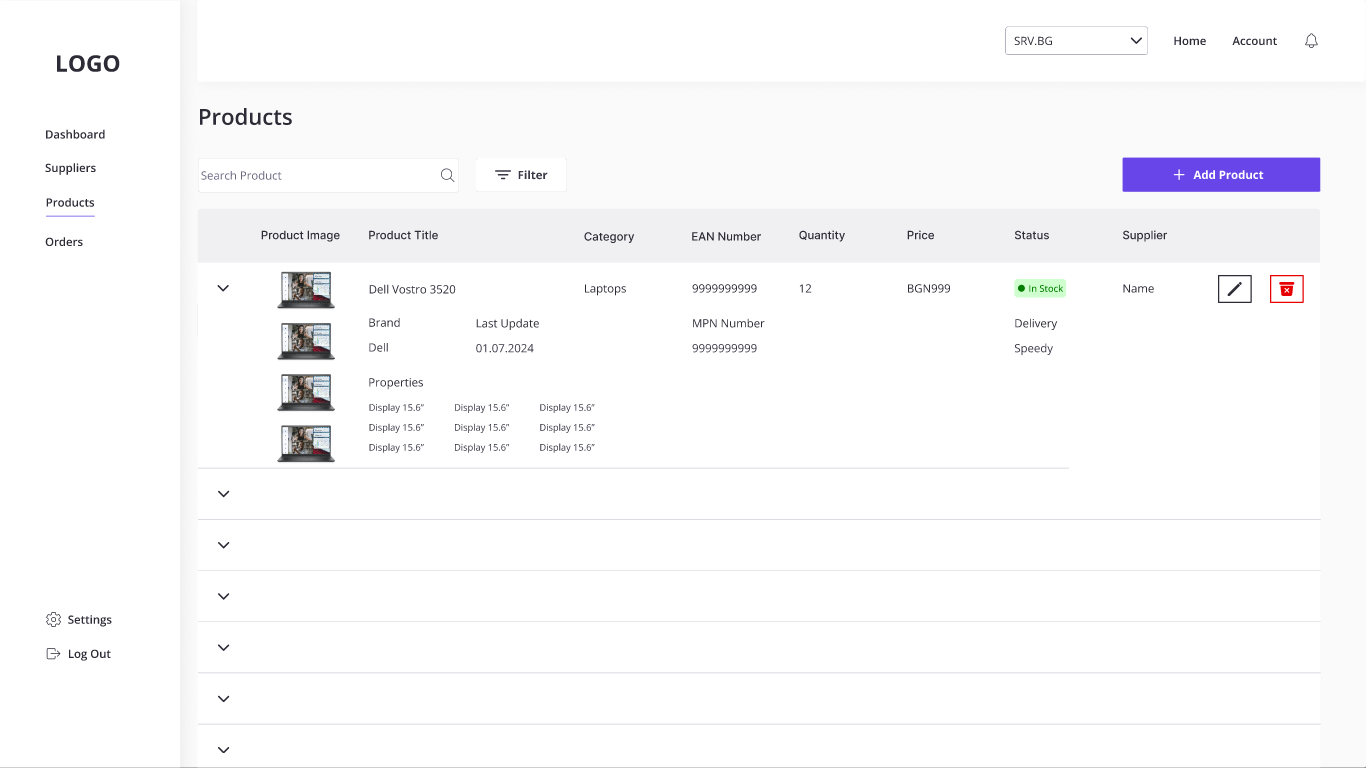 LOGO
Dashboard
Suppliers
Products
Orders
Settings
Log Out
SRV.BG
Home
Account
Products
Search Product
Filter
+ Add Product
Product Image Product Title Category EAN Number Quantity Price Status Supplier
Dell Vostro 3520 Laptops 9999999999 12 BGN999 In Stock Name
Brand Last Update MPN Number Delivery
Dell 01.07.2024 9999999999 Speedy
Properties
Display 15.6” Display 15.6” Display 15.6”
Display 15.6” Display 15.6” Display 15.6”
Display 15.6” Display 15.6” Display 15.6”